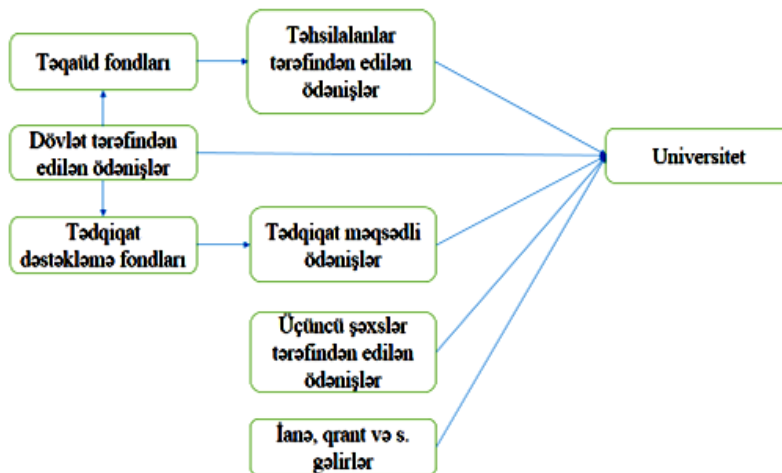 Təqaüd fondları
Təhsilalanlar
tərəfindən edilən
ödənişlər
Dövlət tərəfindən
edilən ödənişlər
Universitet
Tədqiqat
dəstəkləmə fondları
Tədqiqat məqsədli
ödənişlər
Üçüncü şəxslər
tərəfindən edilən
ödənişlər
İanə, qrant və s.
gəlirlər